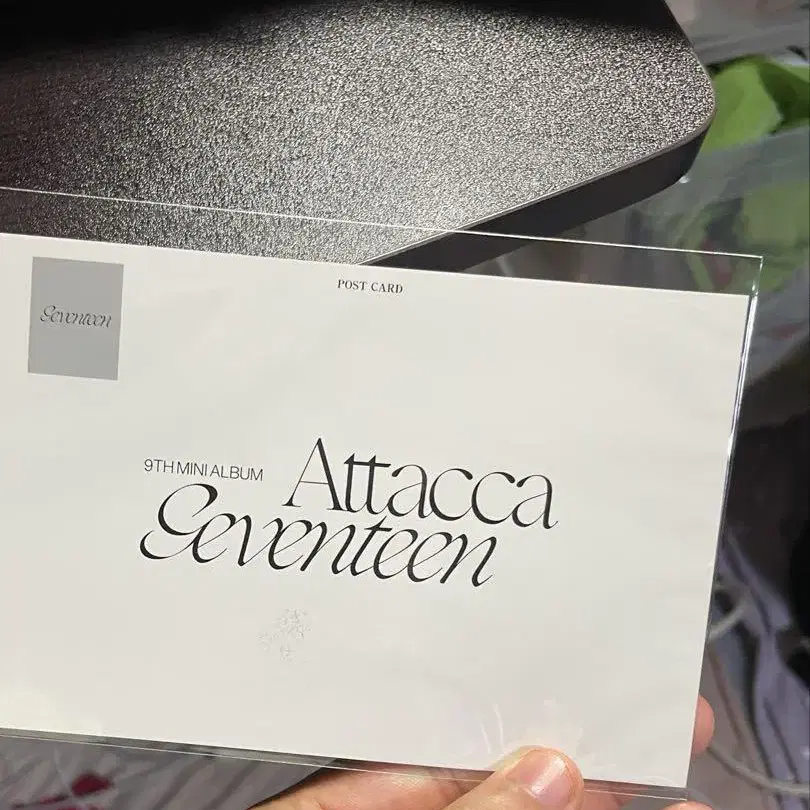 POST CARD
Seventeen
9TH MINI ALBUM Attacca
Seventeen